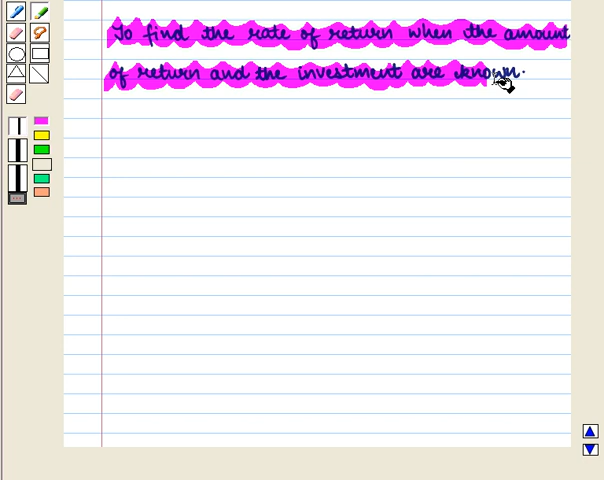 To find the rate of return when the amount
of return and the investment are known.